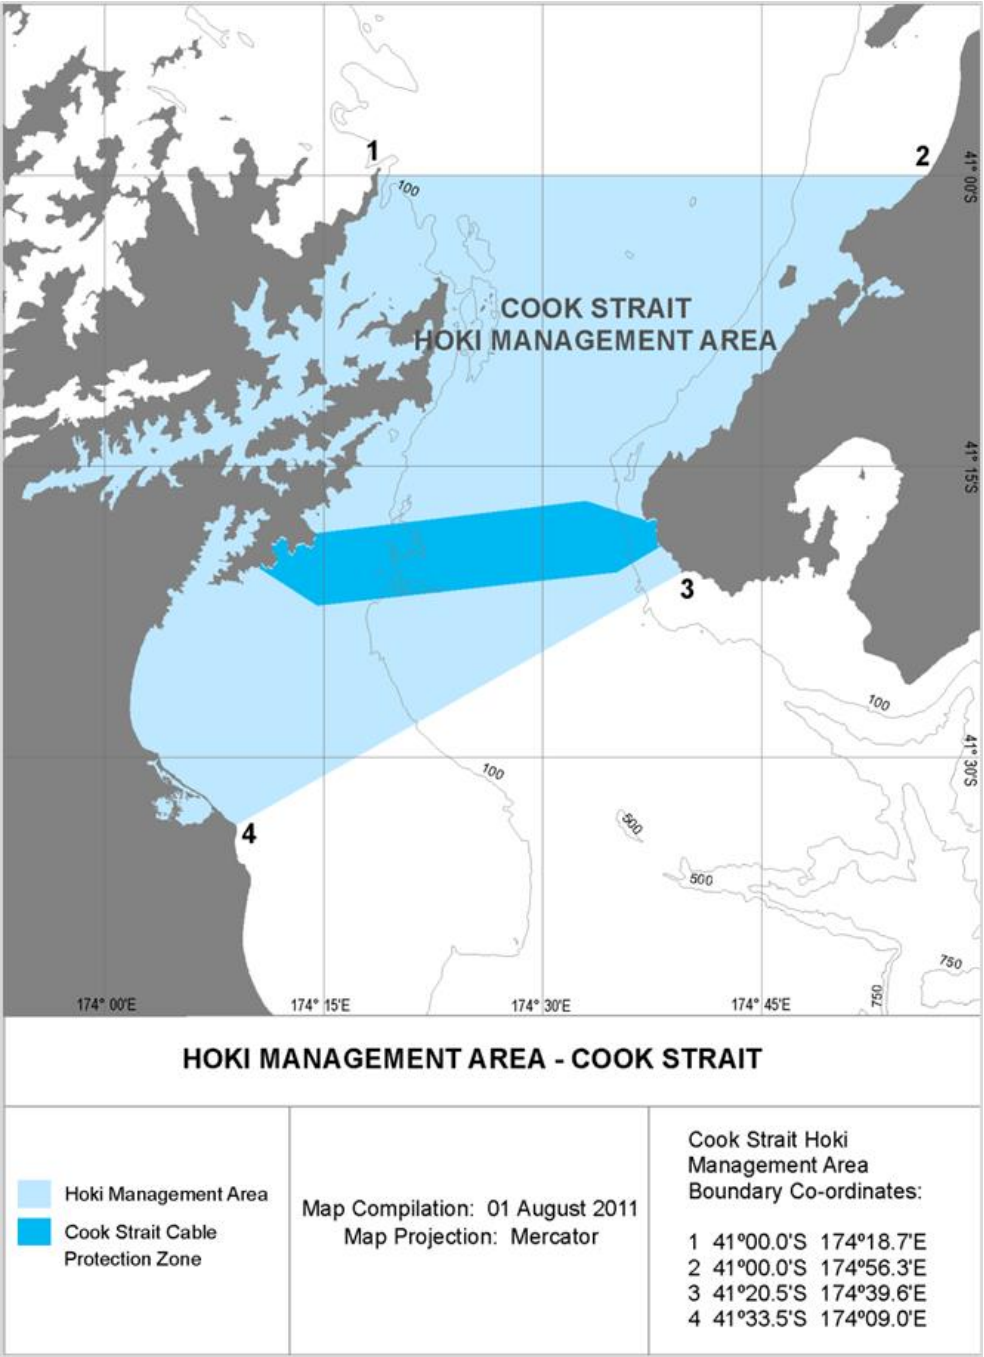 1
2
100
41° 00'S
COOK STRAIT
HOKI MANAGEMENT AREA
41° 15'S
3
100
41° 30'S
100
4
500
500
750
750
174° 00'E
174° 15'E
174° 30'E
174° 45'E
HOKI MANAGEMENT AREA - COOK STRAIT
Hoki Management Area
Cook Strait Cable
Protection Zone
Map Compilation: 01 August 2011
Map Projection: Mercator
Cook Strait Hoki
Management Area
Boundary Co-ordinates:
1 41º00.0'S 174º18.7'E
2 41º00.0'S 174º56.3'E
3 41º20.5'S 174º39.6'E
4 41º33.5'S 174º09.0'E